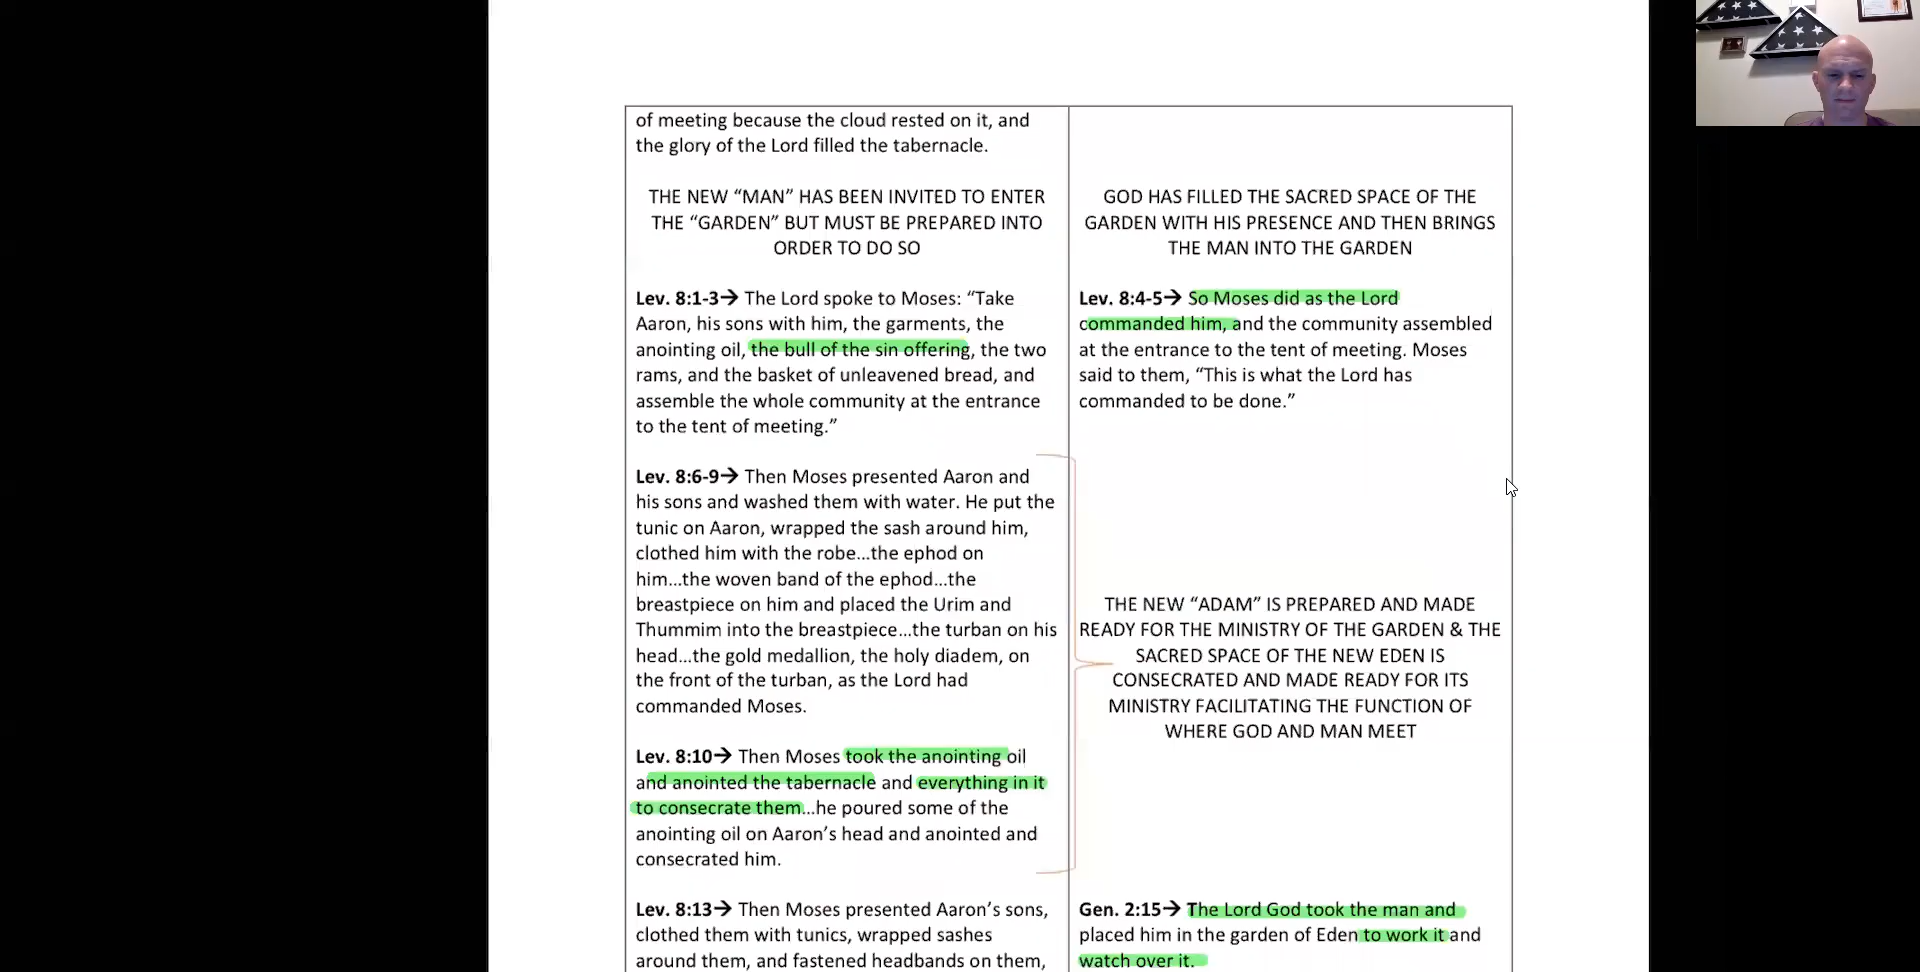 of meeting because the cloud rested on it, and
the glory of the Lord filled the tabernacle.
THE NEW “MAN” HAS BEEN INVITED TO ENTER
THE “GARDEN” BUT MUST BE PREPARED INTO
ORDER TO DO SO
Lev. 8:1-3→ The Lord spoke to Moses: “Take
Aaron, his sons with him, the garments, the
anointing oil, the bull of the sin offering, the two
rams, and the basket of unleavened bread, and
assemble the whole community at the entrance
to the tent of meeting.”
Lev. 8:6-9→ Then Moses presented Aaron and
his sons and washed them with water. He put the
tunic on Aaron, wrapped the sash around him,
clothed him with the robe…the ephod on
him…the woven band of the ephod…the
breastpiece on him and placed the Urim and
Thummim into the breastpiece…the turban on his
head…the gold medallion, the holy diadem, on
the front of the turban, as the Lord had
commanded Moses.
Lev. 8:10→ Then Moses took the anointing oil
and anointed the tabernacle and everything in it
to consecrate them…he poured some of the
anointing oil on Aaron’s head and anointed and
consecrated him.
Lev. 8:13→ Then Moses presented Aaron’s sons,
clothed them with tunics, wrapped sashes
around them, and fastened headbands on them,
GOD HAS FILLED THE SACRED SPACE OF THE
GARDEN WITH HIS PRESENCE AND THEN BRINGS
THE MAN INTO THE GARDEN
Lev. 8:4-5→ So Moses did as the Lord
commanded him, and the community assembled
at the entrance to the tent of meeting. Moses
said to them, “This is what the Lord has
commanded to be done.”
THE NEW “ADAM” IS PREPARED AND MADE
READY FOR THE MINISTRY OF THE GARDEN & THE
SACRED SPACE OF THE NEW EDEN IS
CONSECRATED AND MADE READY FOR ITS
MINISTRY FACILITATING THE FUNCTION OF
WHERE GOD AND MAN MEET
Gen. 2:15→ The Lord God took the man and
placed him in the garden of Eden to work it and
watch over it.